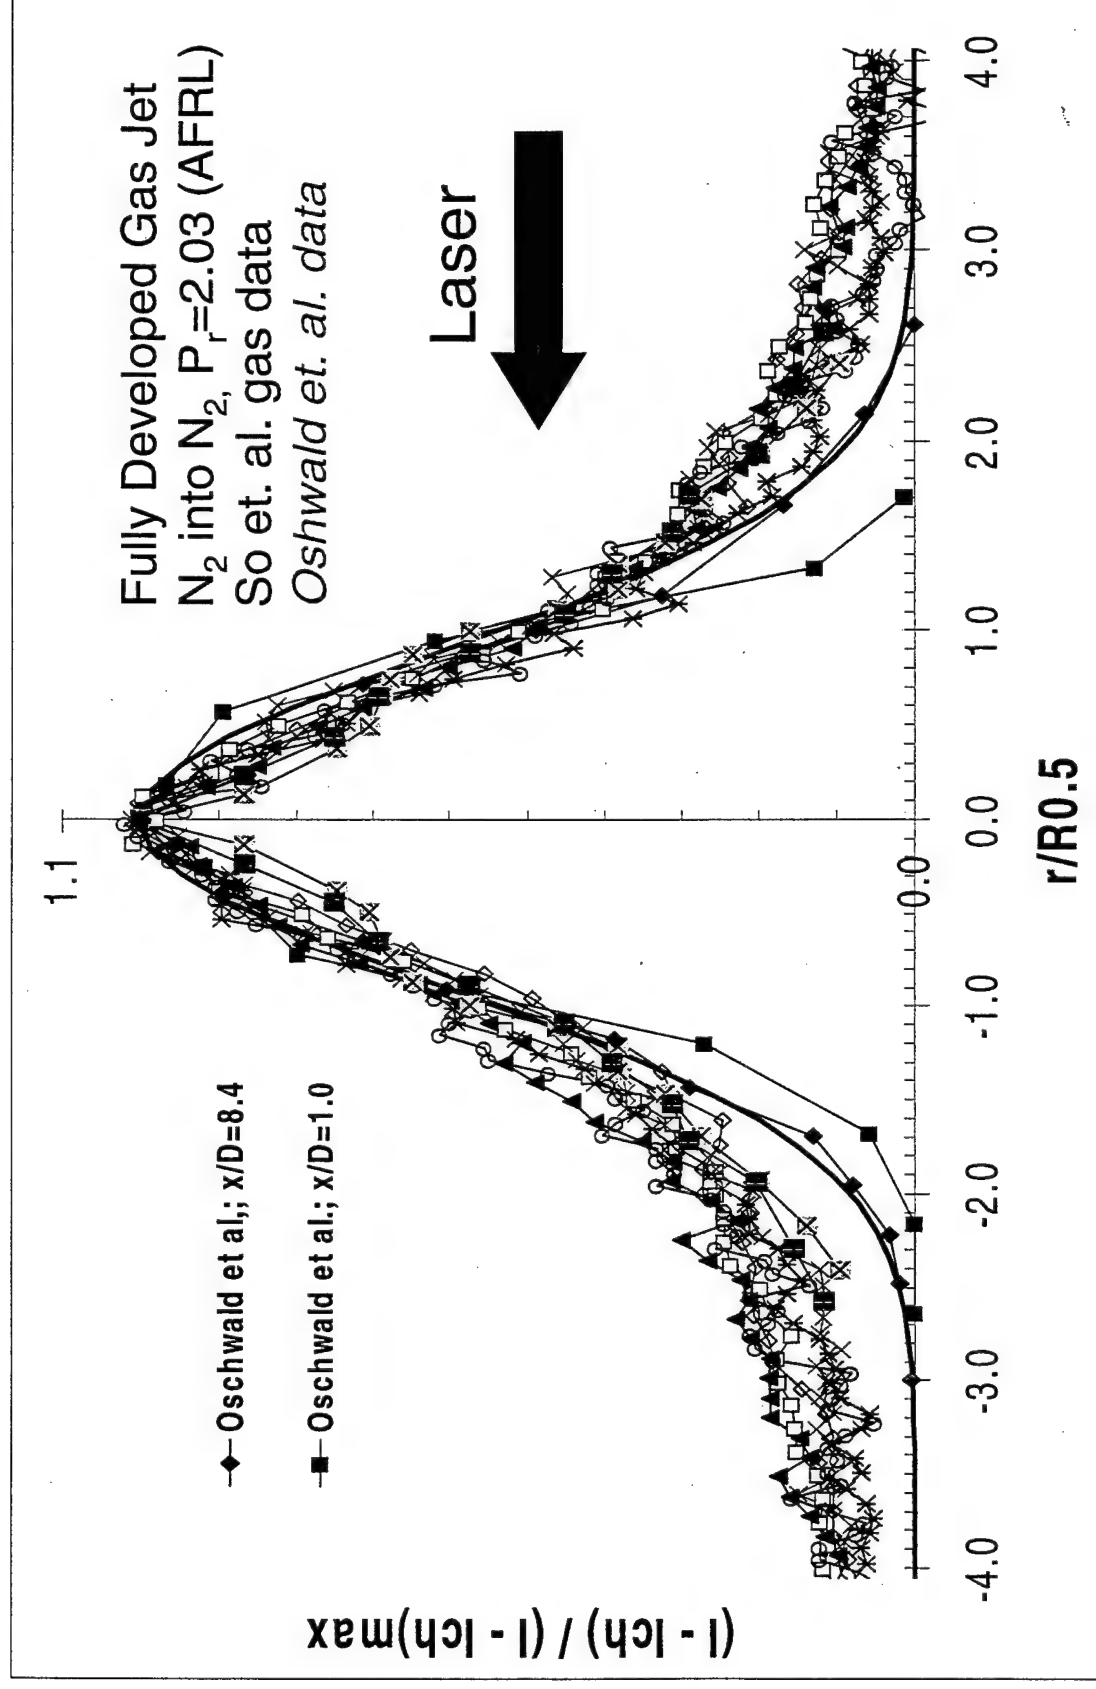 Fully Developed Gas Jet
N2 into N2, Pr=2.03 (AFRL)
So et. al. gas data
Oshwald et. al. data
Laser
Oschwald et al,; x/D=8.4
Oschwald et al.; x/D=1.0
1.1
0.0
-4.0 -3.0 -2.0 -1.0 0.0 1.0 2.0 3.0 4.0
r/R0.5
(I - Ich) / (I - Ich)max